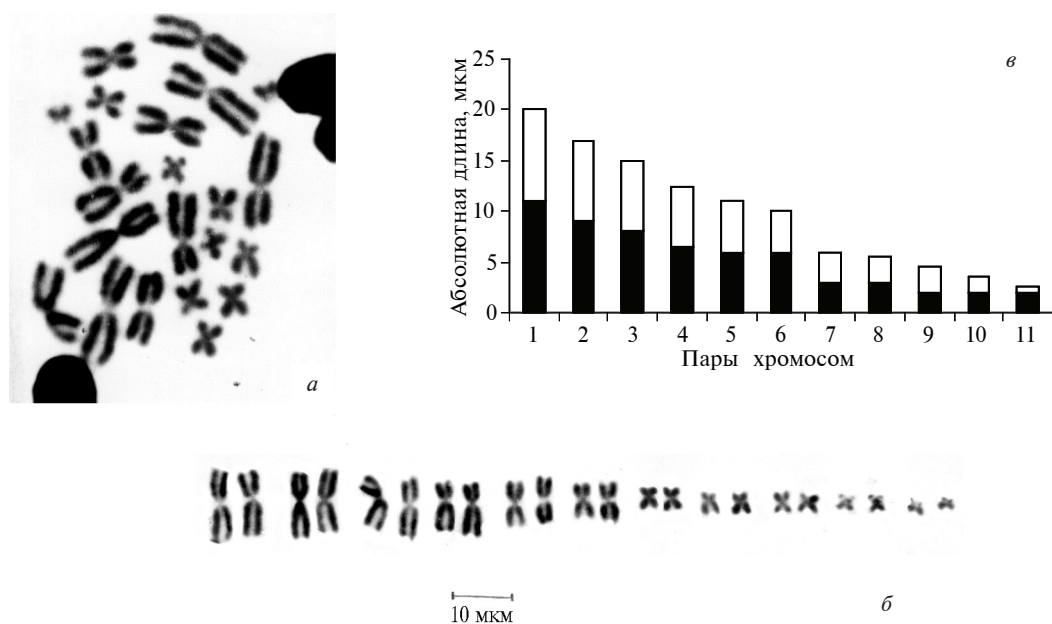 25
в
20
15
10
5
0
Абсолютная длина, мкм
1 2 3 4 5 6 7 8 9 10 11
Пары хромосом
а
10 мкм
б